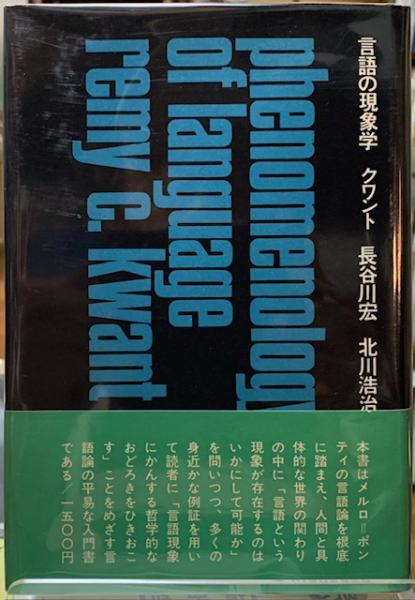 言語の現象学　クワント＝長谷川宏　北川浩治
phenomenology
of language
remy c. kwant
本書はメルロ＝ポン
ティの言語論を根底
に踏まえ、人間と具
体的な世界の関わり
の中に「言語という
現象が存在するのは
いかにして可能か」
を問いつつ、多くの
身近かな例証を用い
て読者に「言語現象
にかんする哲学的な
おどろきをひきおこ
す」ことをめざす言
語論の平易な入門書
である／一五〇〇円